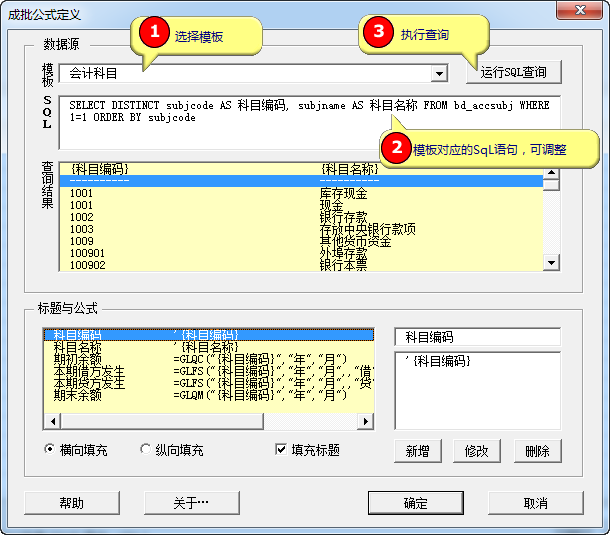 成批公式定义
数据源
1 选择模板
3 执行查询
模板
会计科目
运行SQL查询
SQL
SELECT DISTINCT subjcode AS 科目编码, subjname AS 科目名称 FROM bd_accsubj WHERE
1=1 ORDER BY subjcode
2 模板对应的SqL语句，可调整
查询结果
{科目编码} {科目名称}
---------- ----------
1001 库存现金
1001 现金
1002 银行存款
1003 存放中央银行款项
1009 其他货币资金
100901 外埠存款
100902 银行本票
标题与公式
科目编码 '{科目编码}
科目名称 '{科目名称}
期初余额 =GLQC("{科目编码}","年","月")
本期借方发生 =GLFS("{科目编码}","年","月",,"借"
本期贷方发生 =GLFS("{科目编码}","年","月",,"贷"
期末余额 =GLQM("{科目编码}","年","月")
科目编码
'{科目编码}
横向填充 纵向填充 填充标题
新增 修改 删除
帮助 关于… 确定 取消